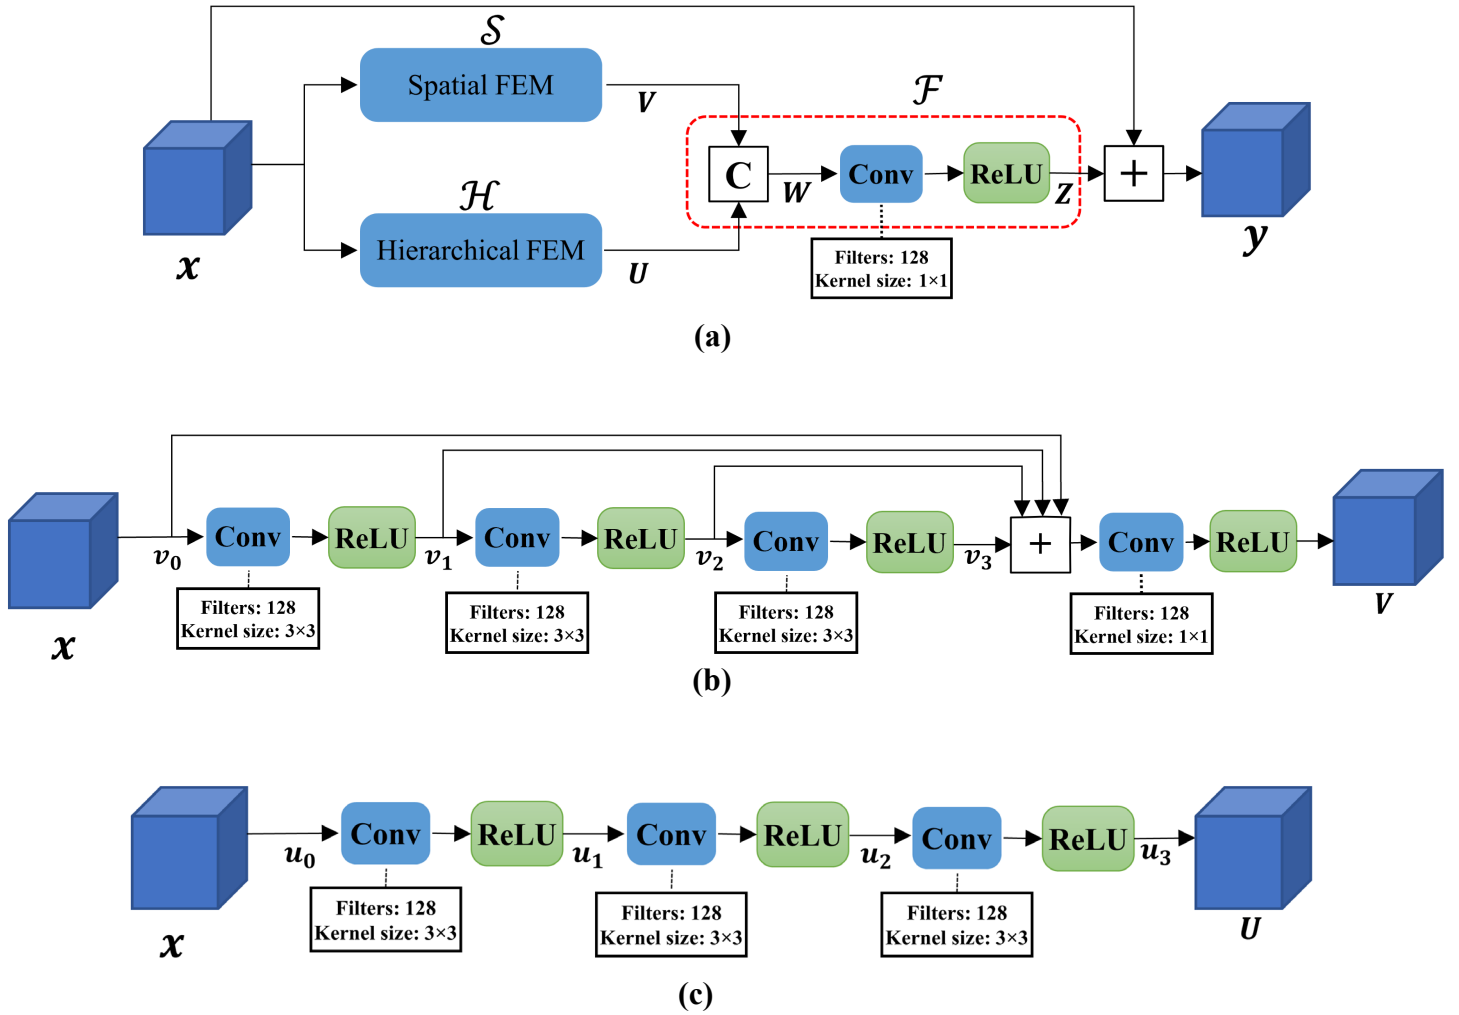 𝒮
Spatial FEM
V
ℱ
C
W
Conv
ReLU
Z
+
ℋ
Hierarchical FEM
U
Filters: 128
Kernel size: 1×1
x
y
(a)
Conv
ReLU
Conv
ReLU
Conv
ReLU
+
Conv
ReLU
v₀
v₁
v₂
v₃
Filters: 128
Kernel size: 3×3
Filters: 128
Kernel size: 3×3
Filters: 128
Kernel size: 3×3
Filters: 128
Kernel size: 1×1
x
V
(b)
Conv
ReLU
Conv
ReLU
Conv
ReLU
u₀
u₁
u₂
u₃
Filters: 128
Kernel size: 3×3
Filters: 128
Kernel size: 3×3
Filters: 128
Kernel size: 3×3
x
U
(c)